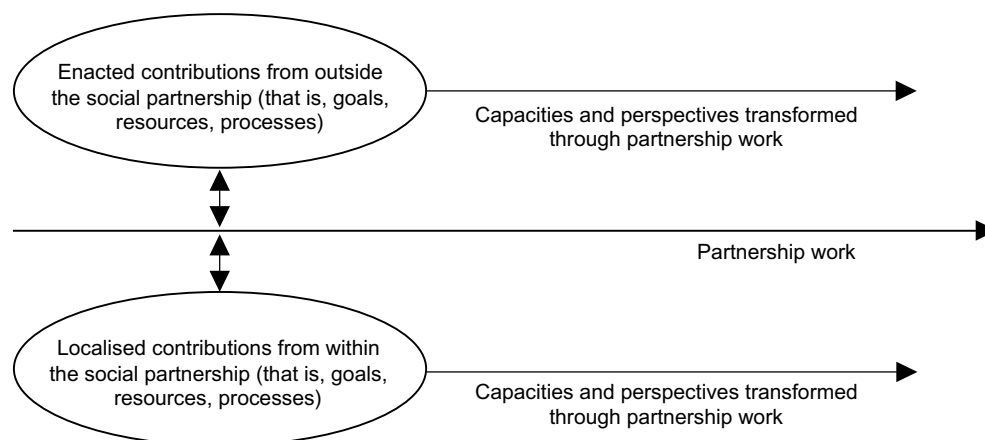 Enacted contributions from outside
the social partnership (that is, goals,
resources, processes)
Capacities and perspectives transformed
through partnership work
Partnership work
Localised contributions from within
the social partnership (that is, goals,
resources, processes)
Capacities and perspectives transformed
through partnership work